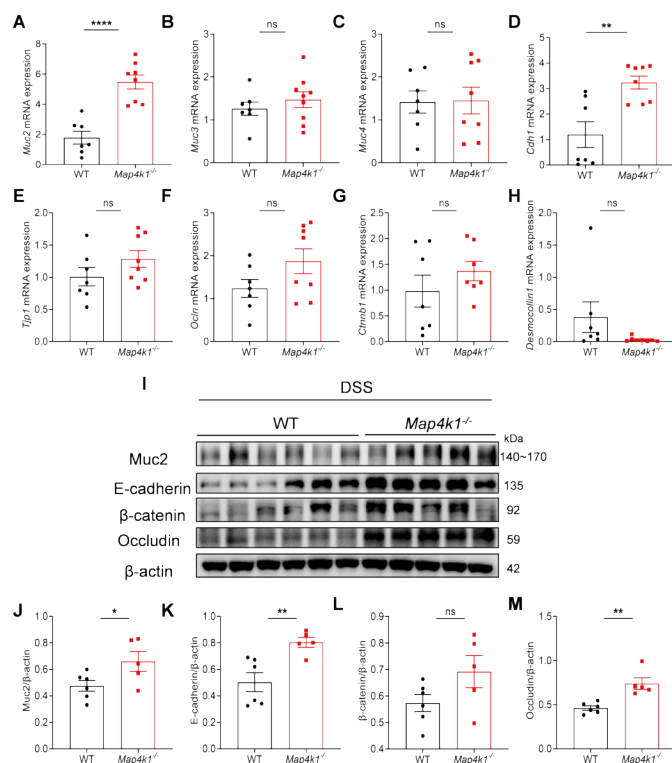 A
****
Muc2 mRNA expression
8
6
4
2
0
WT
Map4k1-/-
B
ns
Muc3 mRNA expression
3
2
1
0
WT
Map4k1-/-
C
ns
Muc4 mRNA expression
3
2
1
0
WT
Map4k1-/-
D
**
Cdh1 mRNA expression
5
4
3
2
1
0
WT
Map4k1-/-
E
ns
Tjp1 mRNA expression
2.0
1.5
1.0
0.5
0.0
WT
Map4k1-/-
F
ns
Ocln mRNA expression
3
2
1
0
WT
Map4k1-/-
G
ns
Ctnnb1 mRNA expression
2.5
2.0
1.5
1.0
0.5
0.0
WT
Map4k1-/-
H
ns
Desmocollin1 mRNA expression
2.0
1.5
1.0
0.5
0.0
WT
Map4k1-/-
I
DSS
WT
Map4k1-/-
kDa
Muc2
140~170
E-cadherin
135
β-catenin
92
Occludin
59
β-actin
42
J
*
Muc2/β-actin
1.0
0.8
0.6
0.4
0.2
0.0
WT
Map4k1-/-
K
**
E-cadherin/β-actin
1.0
0.8
0.6
0.4
0.2
0.0
WT
Map4k1-/-
L
ns
β-catenin/β-actin
0.9
0.8
0.7
0.6
0.5
0.4
WT
Map4k1-/-
M
**
Occludin/β-actin
1.5
1.0
0.5
0.0
WT
Map4k1-/-